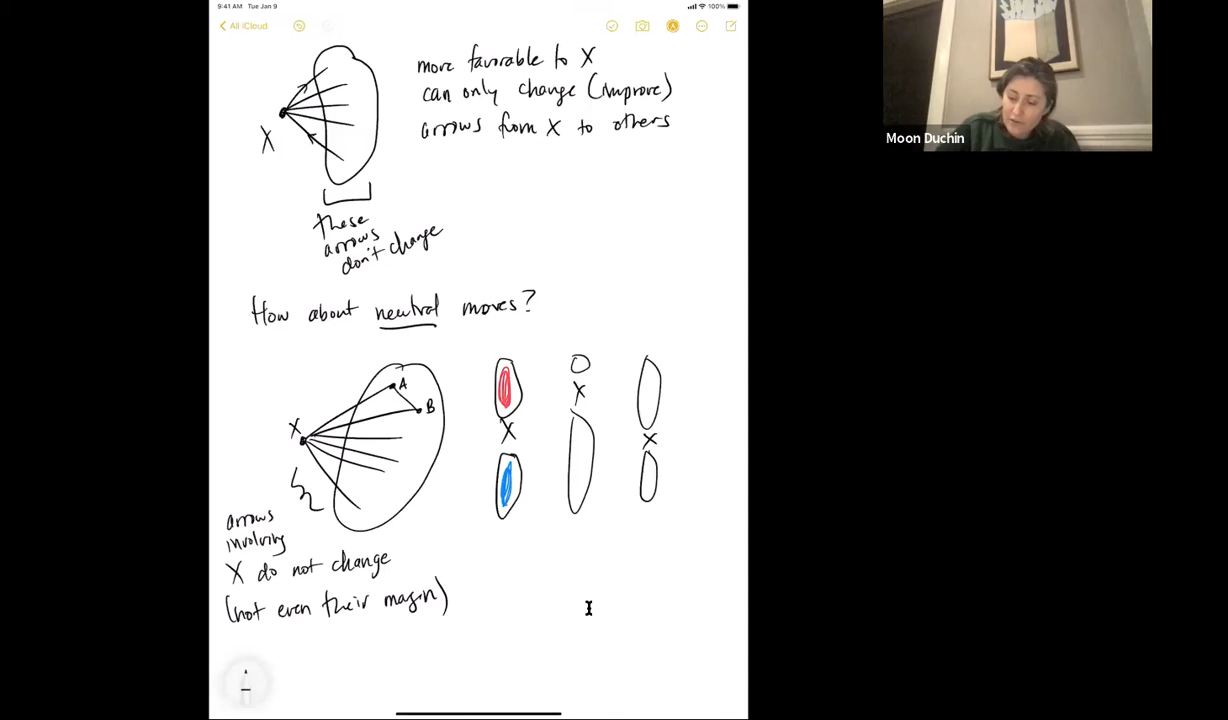 9:41 AM Tue Jan 9
100%
All iCloud
more favorable to X
can only change (improve)
arrows from X to others
X
these
arrows
don't change
How about neutral moves?
X
A
B
X
X
X
arrows
involving
X do not change
(not even their margin)
Moon Duchin